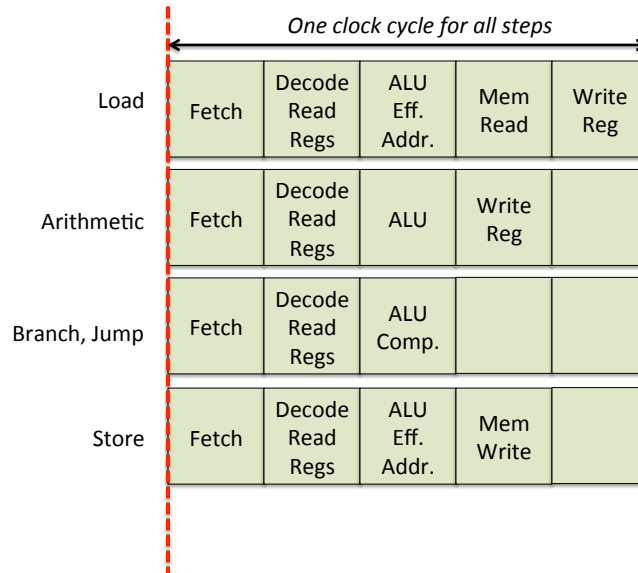 One clock cycle for all steps
Load
Fetch
Decode
Read
Regs
ALU
Eff.
Addr.
Mem
Read
Write
Reg
Arithmetic
Fetch
Decode
Read
Regs
ALU
Write
Reg
Branch, Jump
Fetch
Decode
Read
Regs
ALU
Comp.
Store
Fetch
Decode
Read
Regs
ALU
Eff.
Addr.
Mem
Write